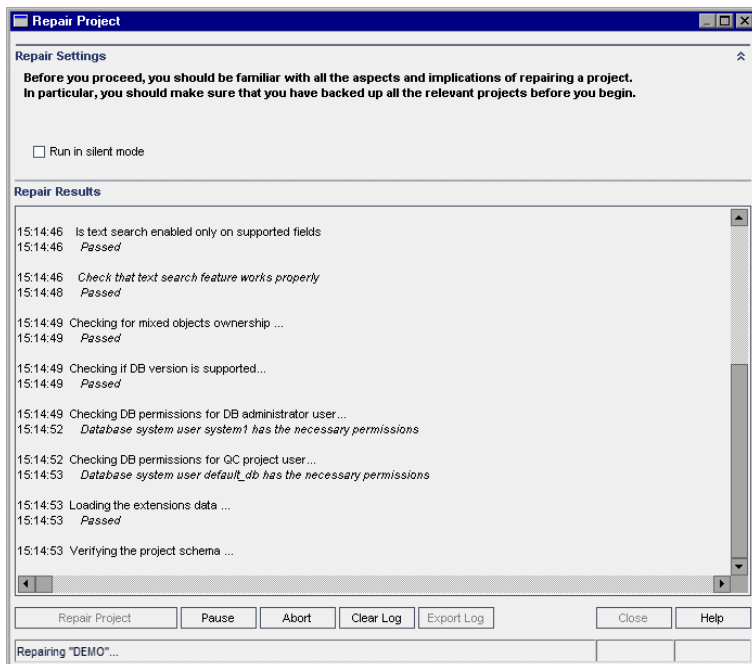 Repair Project
Repair Settings
Before you proceed, you should be familiar with all the aspects and implications of repairing a project.
In particular, you should make sure that you have backed up all the relevant projects before you begin.
Run in silent mode
Repair Results
15:14:46 Is text search enabled only on supported fields
15:14:46 Passed
15:14:46 Check that text search feature works properly
15:14:48 Passed
15:14:49 Checking for mixed objects ownership ...
15:14:49 Passed
15:14:49 Checking if DB version is supported...
15:14:49 Passed
15:14:49 Checking DB permissions for DB administrator user...
15:14:52 Database system user system1 has the necessary permissions
15:14:52 Checking DB permissions for QC project user...
15:14:53 Database system user default_db has the necessary permissions
15:14:53 Loading the extensions data ...
15:14:53 Passed
15:14:53 Verifying the project schema ...
Repair Project Pause Abort Clear Log Export Log Close Help
Repairing "DEMO"...